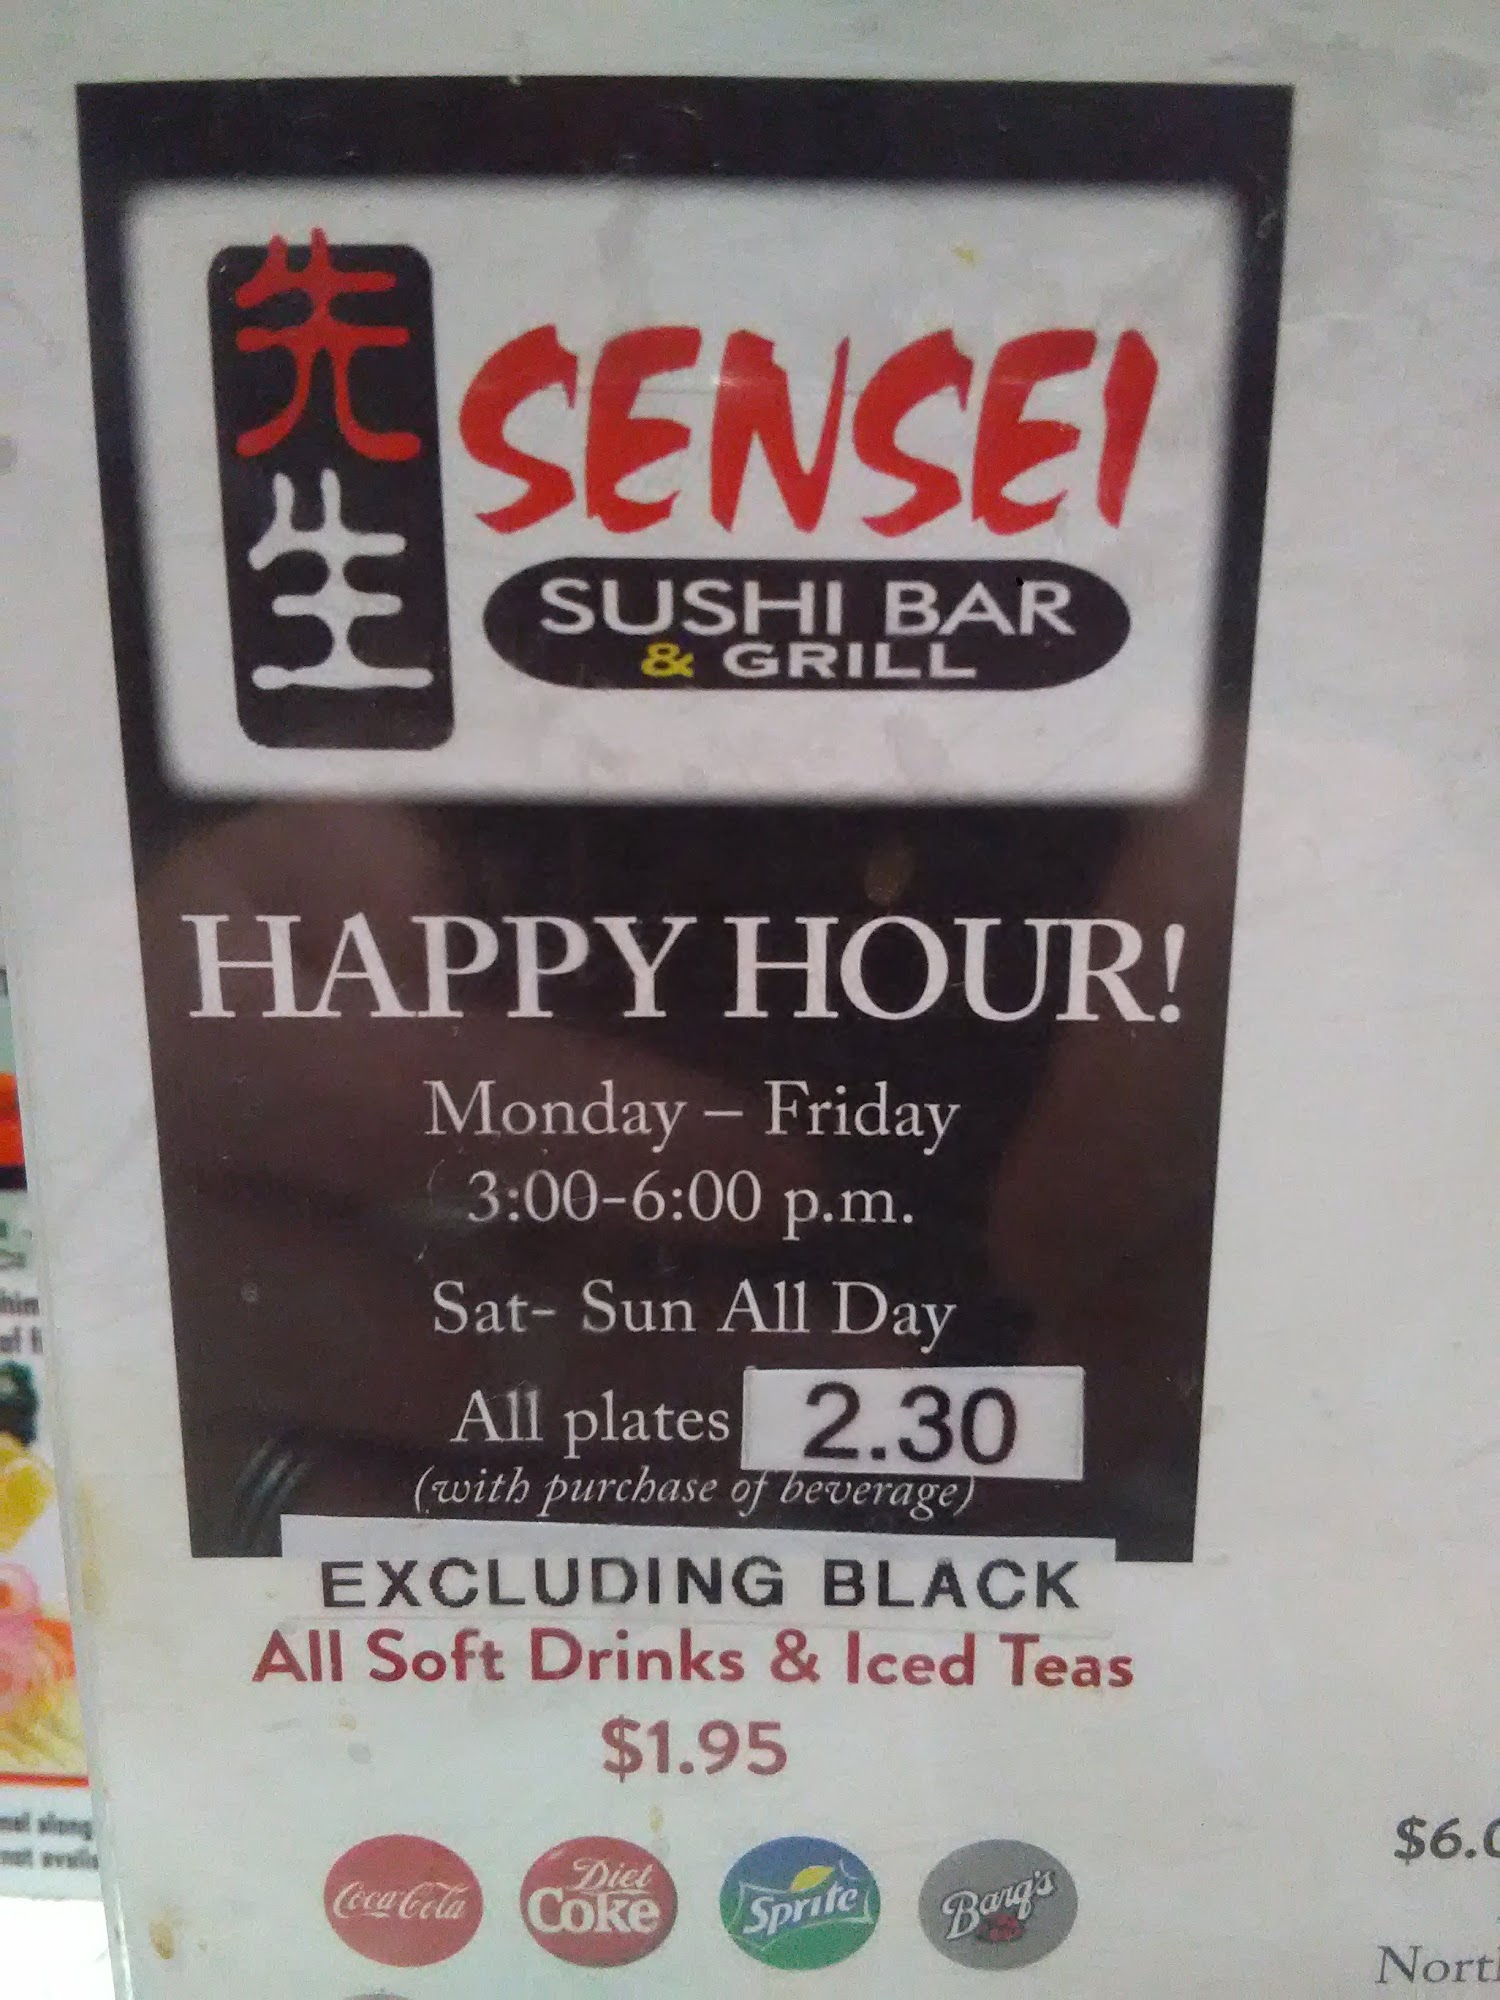 先生
SENSEI
SUSHI BAR
& GRILL
HAPPY HOUR!
Monday – Friday
3:00-6:00 p.m.
Sat- Sun All Day
All plates 2.30
(with purchase of beverage)
EXCLUDING BLACK
All Soft Drinks & Iced Teas
$1.95
Coca-Cola
Diet
Coke
Sprite
Barq's